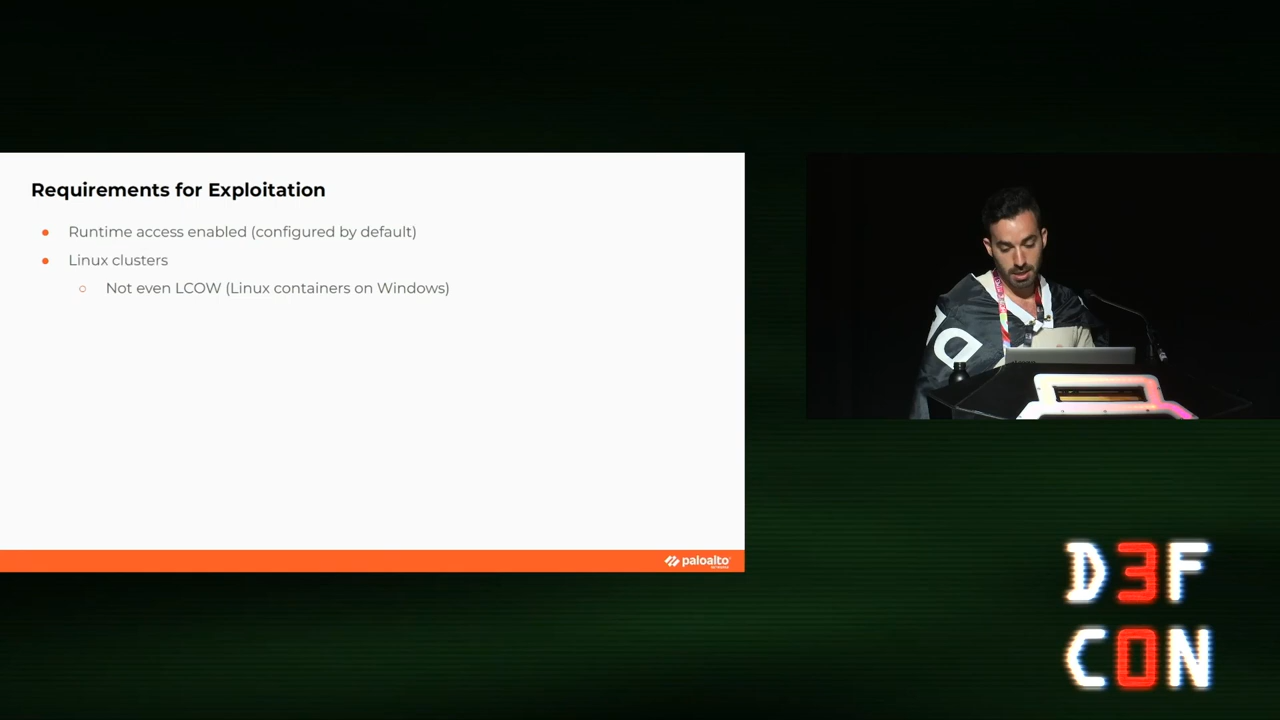 Requirements for Exploitation
● Runtime access enabled (configured by default)
● Linux clusters
○ Not even LCOW (Linux containers on Windows)
paloalto
D3F
C0N